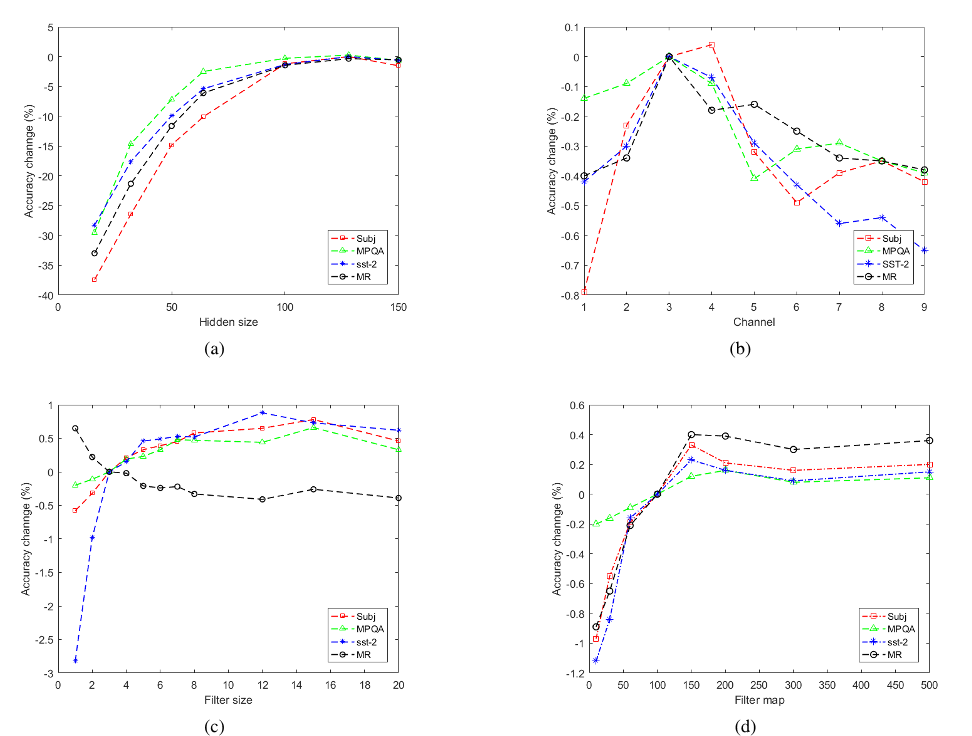 5
0
-5
-10
-15
-20
-25
-30
-35
-40
0 50 100 150
Accuracy channge (%)
Hidden size
Subj
MPQA
sst-2
MR
(a)
0.1
0
-0.1
-0.2
-0.3
-0.4
-0.5
-0.6
-0.7
-0.8
1 2 3 4 5 6 7 8 9
Accuracy change (%)
Channel
Subj
MPQA
SST-2
MR
(b)
1
0.5
0
-0.5
-1
-1.5
-2
-2.5
-3
0 2 4 6 8 10 12 14 16 18 20
Accuracy channge (%)
Filter size
Subj
MPQA
sst-2
MR
(c)
0.6
0.4
0.2
0
-0.2
-0.4
-0.6
-0.8
-1
-1.2
0 50 100 150 200 250 300 350 400 450 500
Accuracy channge (%)
Filter map
Subj
MPQA
sst-2
MR
(d)